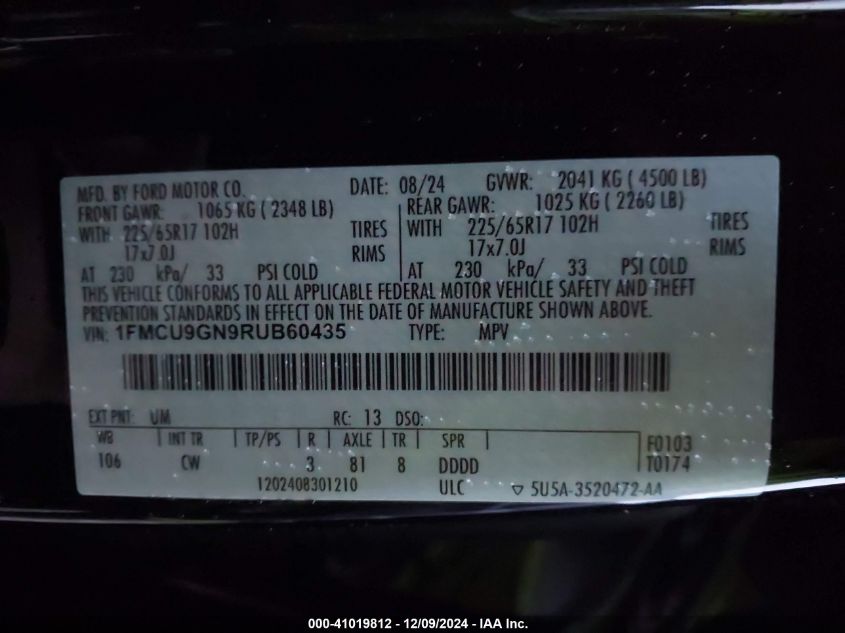 MFD. BY FORD MOTOR CO. DATE: 08/24 GVWR: 2041 KG ( 4500 LB)
FRONT GAWR: 1065 KG ( 2348 LB) REAR GAWR: 1025 KG ( 2260 LB)
WITH 225/65R17 102H TIRES WITH 225/65R17 102H TIRES
17x7.0J RIMS 17x7.0J RIMS
AT 230 kPa/ 33 PSI COLD AT 230 kPa/ 33 PSI COLD
THIS VEHICLE CONFORMS TO ALL APPLICABLE FEDERAL MOTOR VEHICLE SAFETY AND THEFT
PREVENTION STANDARDS IN EFFECT ON THE DATE OF MANUFACTURE SHOWN ABOVE.
VIN: 1FMCU9GN9RUB60435 TYPE: MPV
EXT PNT: UM RC: 13 DSO:
WB INT TR TP/PS R AXLE TR SPR F0103
106 CW 3 81 8 DDDD T0174
1202408301210 ULC ▽ 5U5A-3520472-AA
000-41019812 - 12/09/2024 - IAA Inc.